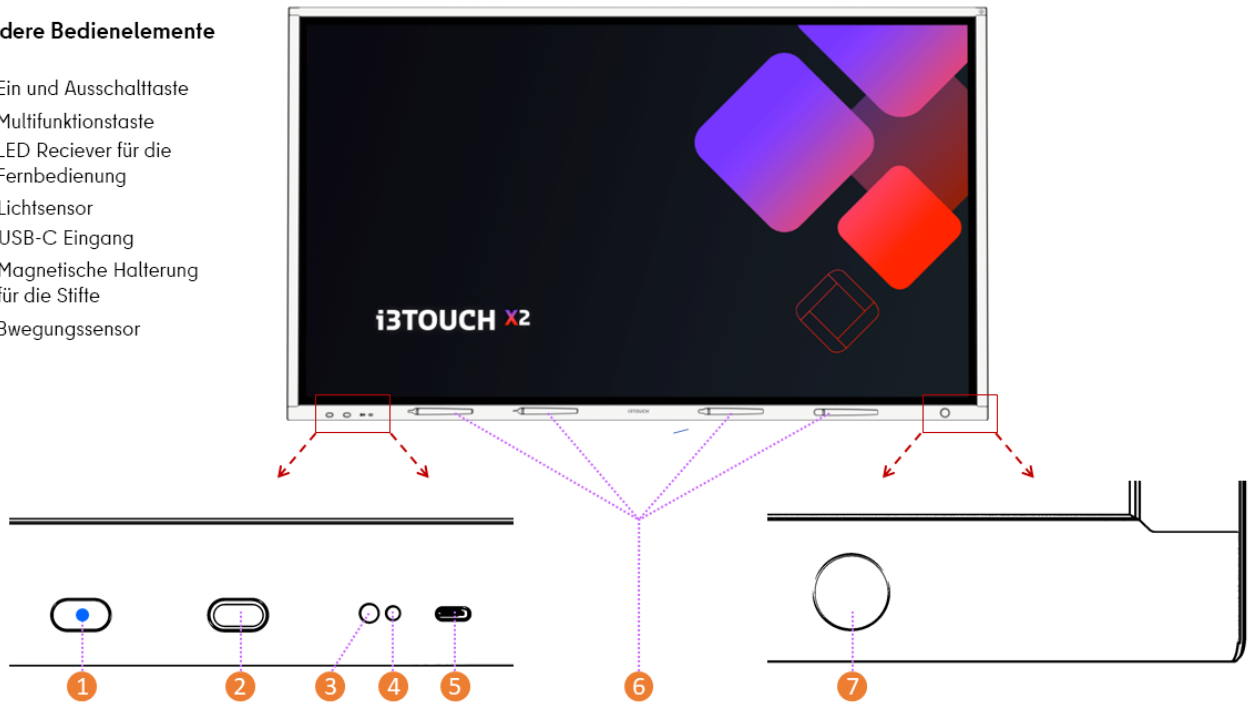 dere Bedienelemente
Ein und Ausschalttaste
Multifunktionstaste
LED Reciever für die
Fernbedienung
Lichtsensor
USB-C Eingang
Magnetische Halterung
für die Stifte
Bwegungssensor
i3TOUCH X2
i3TOUCH
1
2
3
4
5
6
7